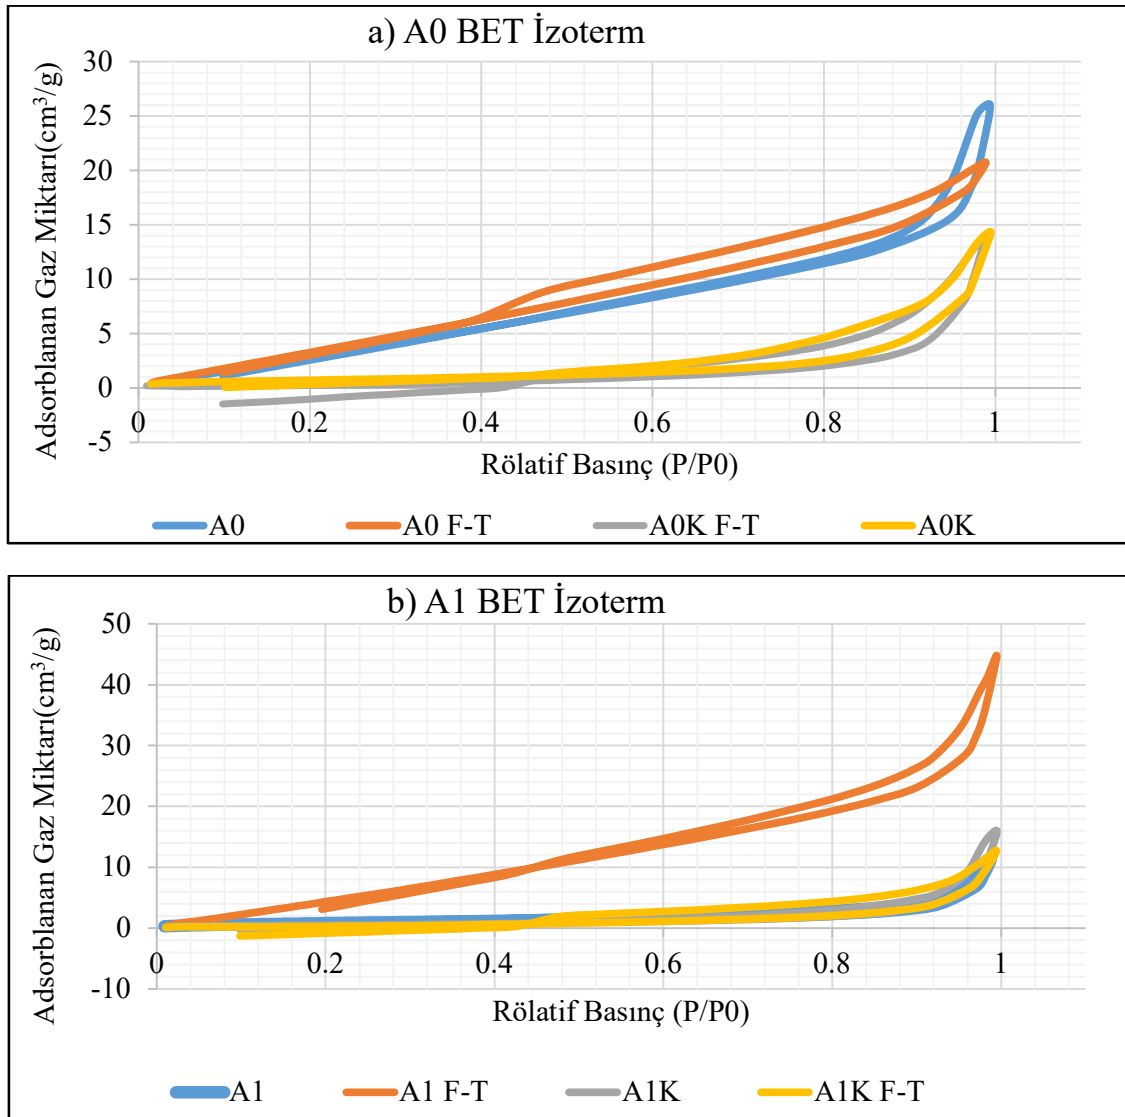 a) A0 BET İzoterm
Adsorblanan Gaz Miktarı(cm³/g)
30
25
20
15
10
5
0
-5
0 0.2 0.4 0.6 0.8 1
Rölatif Basınç (P/P0)
A0 A0 F-T A0K F-T A0K
b) A1 BET İzoterm
Adsorblanan Gaz Miktarı(cm³/g)
50
40
30
20
10
0
-10
0 0.2 0.4 0.6 0.8 1
Rölatif Basınç (P/P0)
A1 A1 F-T A1K A1K F-T